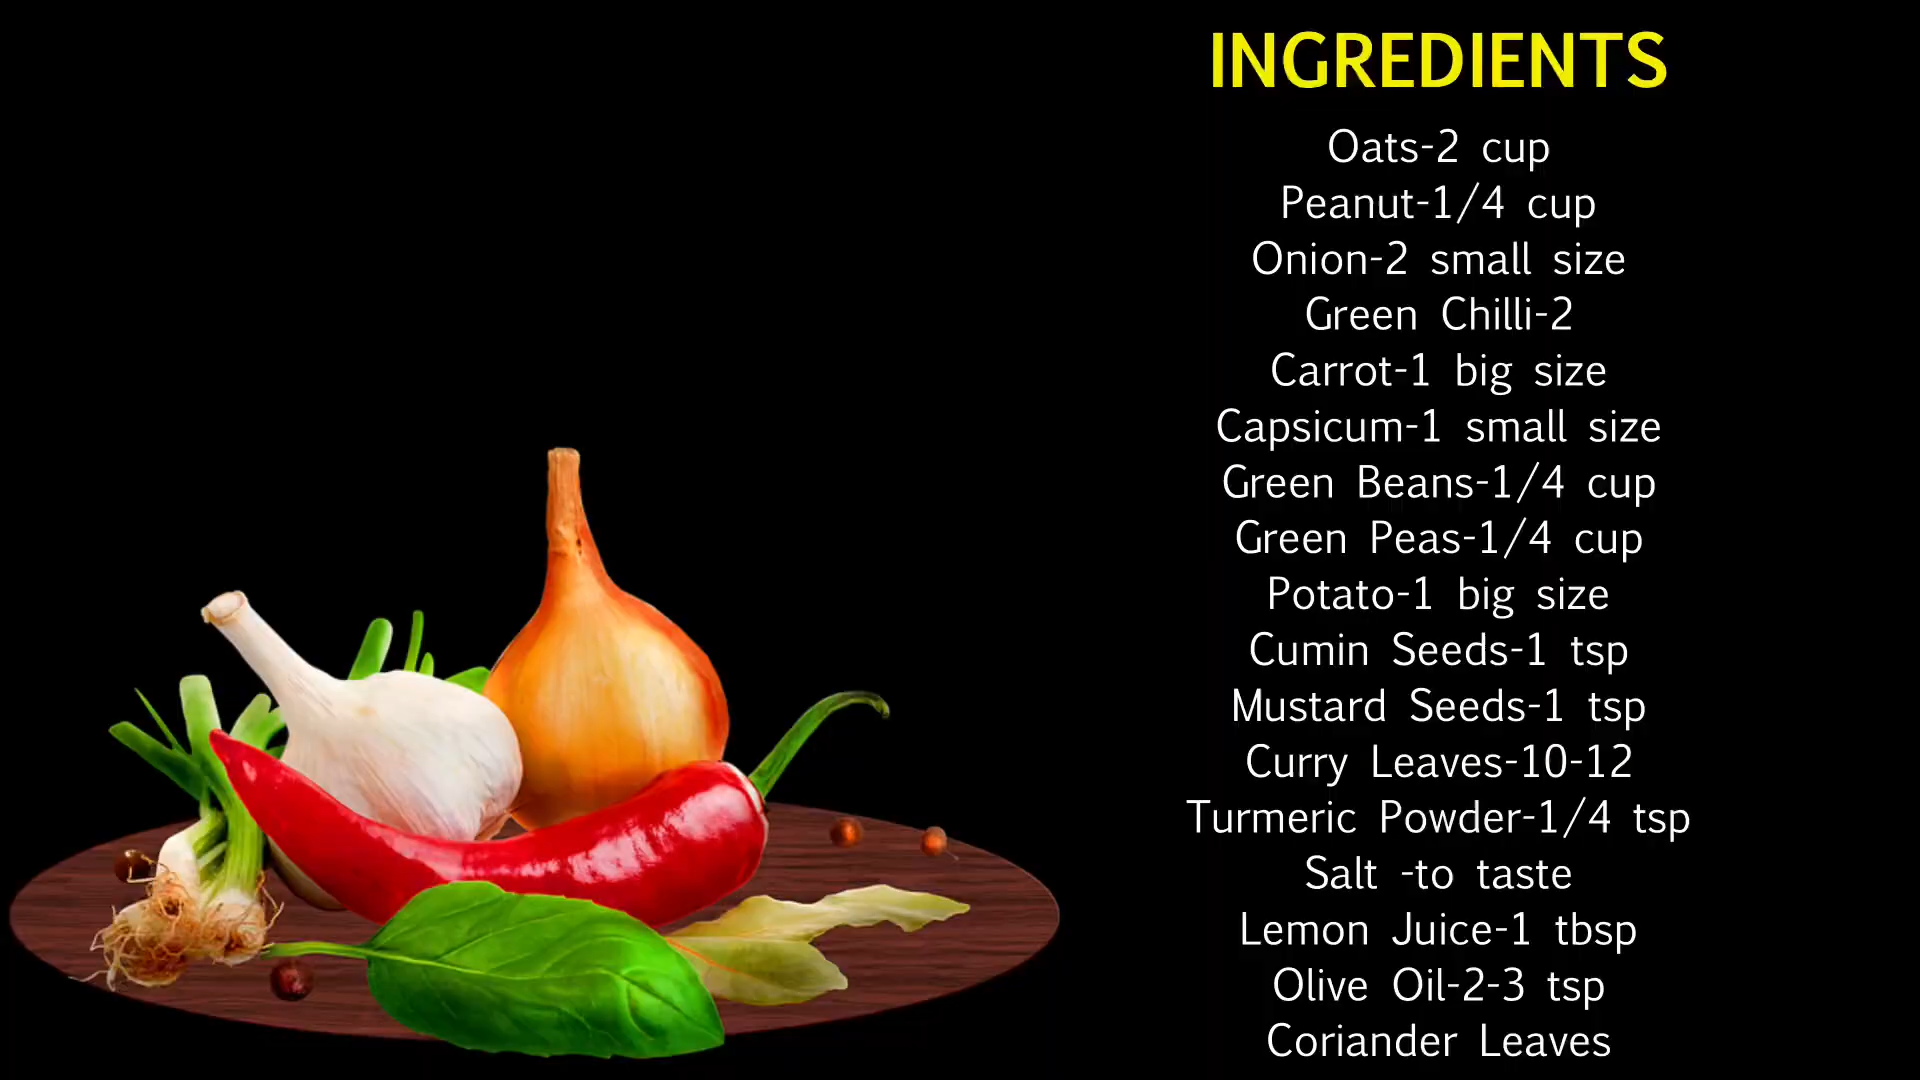 INGREDIENTS
Oats-2 cup
Peanut-1/4 cup
Onion-2 small size
Green Chilli-2
Carrot-1 big size
Capsicum-1 small size
Green Beans-1/4 cup
Green Peas-1/4 cup
Potato-1 big size
Cumin Seeds-1 tsp
Mustard Seeds-1 tsp
Curry Leaves-10-12
Turmeric Powder-1/4 tsp
Salt -to taste
Lemon Juice-1 tbsp
Olive Oil-2-3 tsp
Coriander Leaves